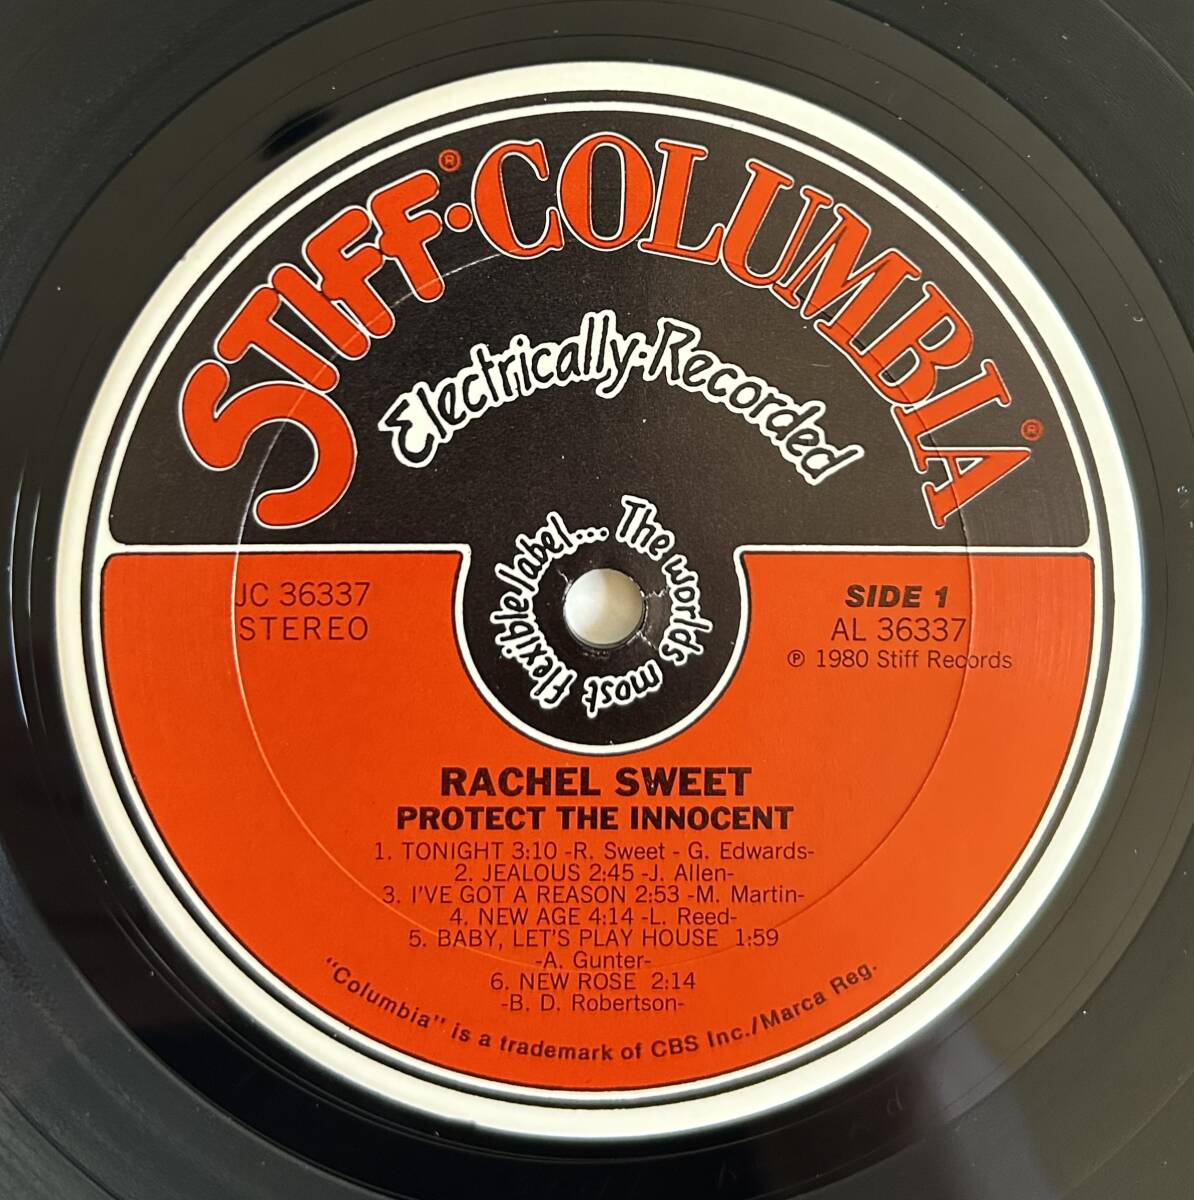 STIFF®·COLUMBIA®
Electrically·Recorded
The worlds most flexible label....
JC 36337
STEREO
SIDE 1
AL 36337
℗ 1980 Stiff Records
RACHEL SWEET
PROTECT THE INNOCENT
1. TONIGHT 3:10 -R. Sweet - G. Edwards-
2. JEALOUS 2:45 -J. Allen-
3. I'VE GOT A REASON 2:53 -M. Martin-
4. NEW AGE 4:14 -L. Reed-
5. BABY, LET'S PLAY HOUSE 1:59
-A. Gunter-
6. NEW ROSE 2:14
-B. D. Robertson-
"Columbia" is a trademark of CBS Inc./Marca Reg.